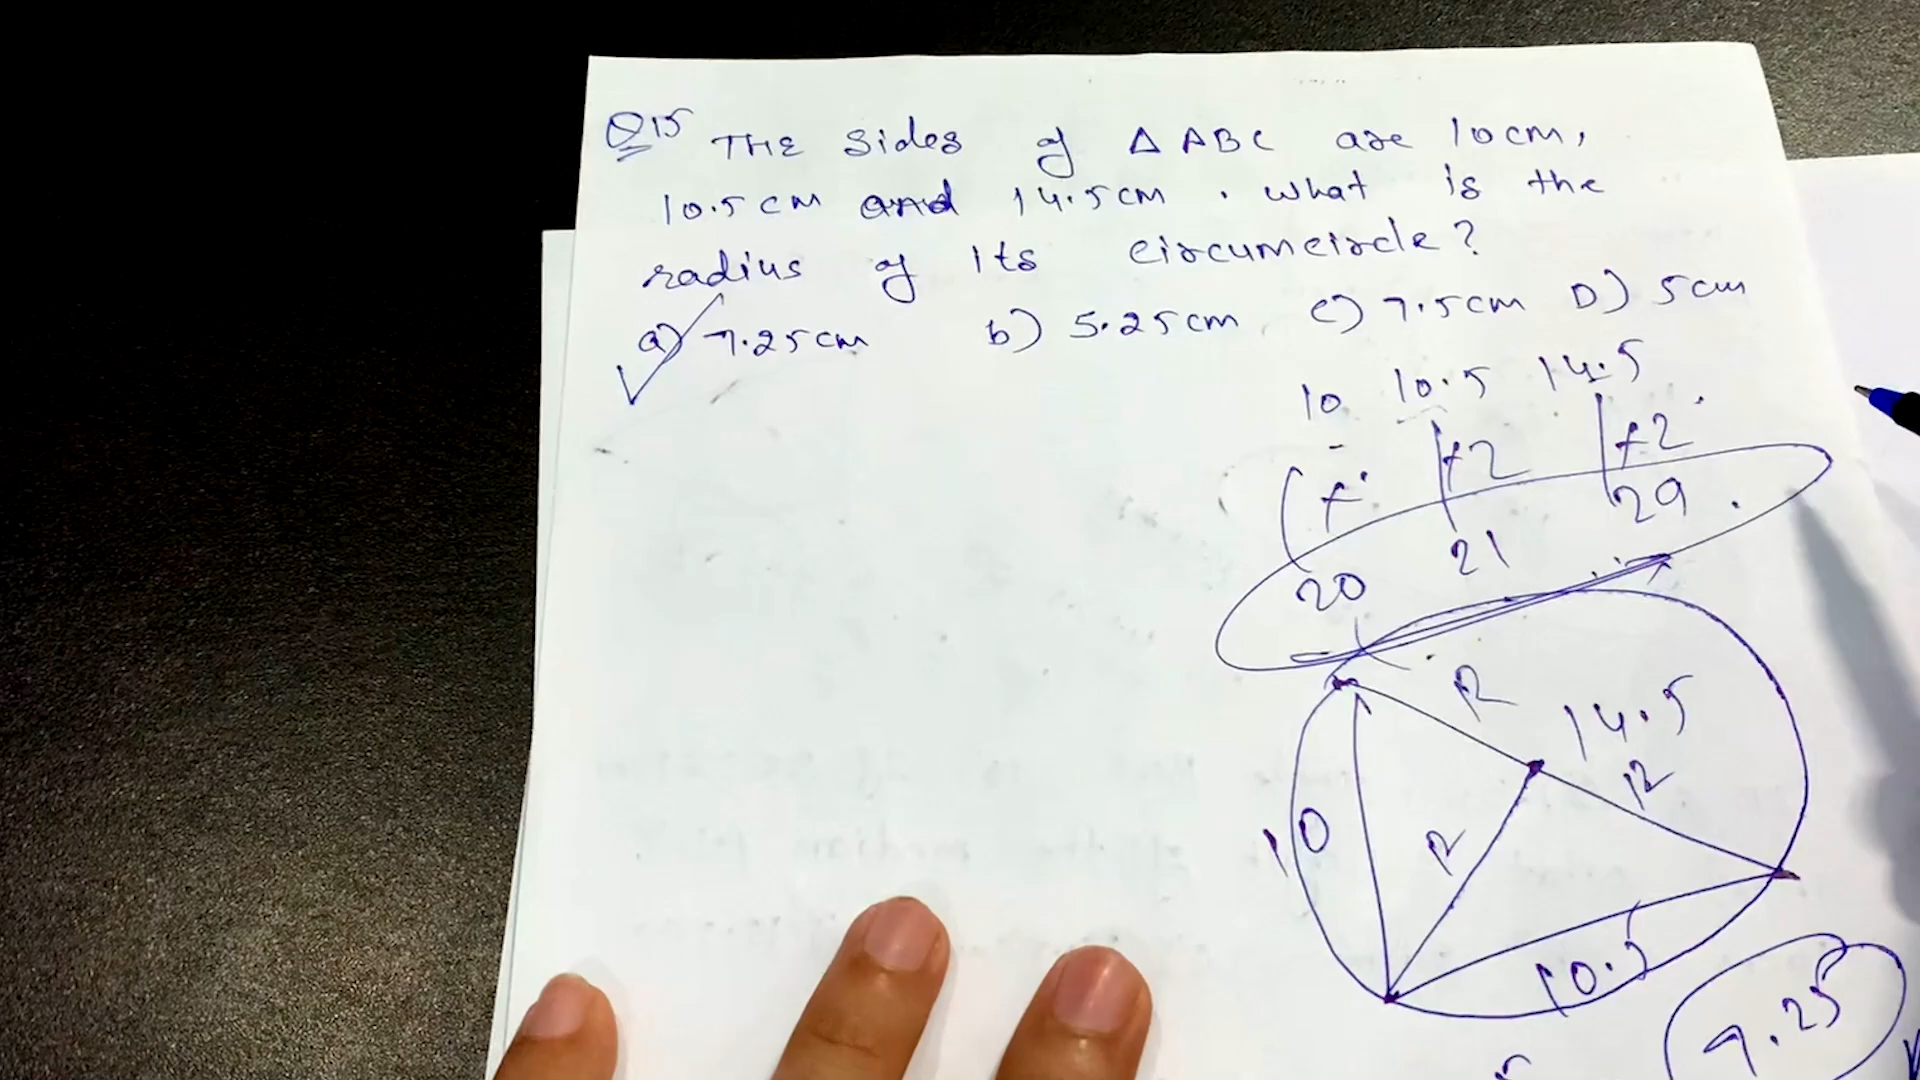 Q15 THE sides of Δ ABC are 10cm,
10.5cm and 14.5cm. what is the
radius of its circumcircle?
a) 7.25cm b) 5.25cm c) 7.5cm D) 5cm
10 10.5 14.5
×2 ×2
20 21 29
R
14.5
R
R
10
10.5
7.25